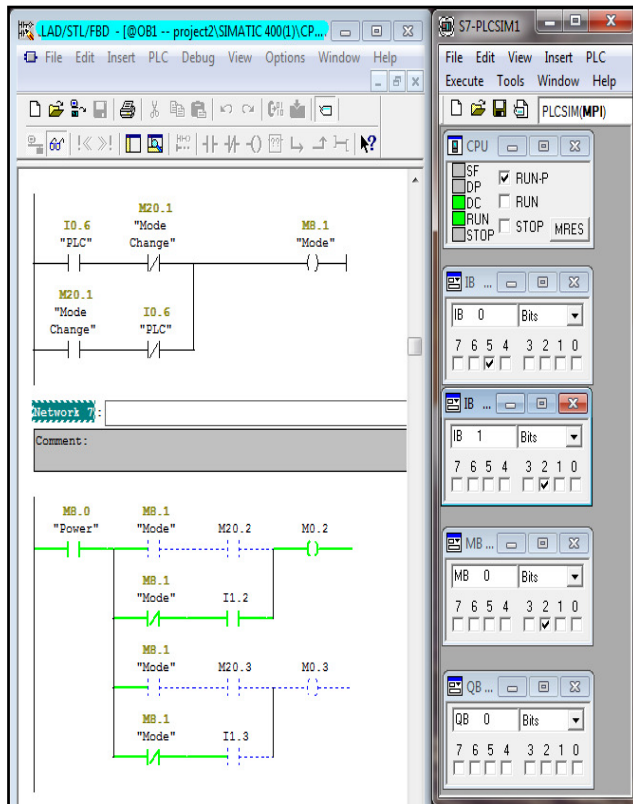 LAD/STL/FBD - [@OB1 -- project2\SIMATIC 400(1)\CP...
File Edit Insert PLC Debug View Options Window Help
M20.1
I0.6 "Mode M8.1
"PLC" Change" "Mode"
M20.1
"Mode I0.6
Change" "PLC"
Network 7:
Comment:
M8.0 M8.1
"Power" "Mode" M20.2 M0.2
M8.1
"Mode" I1.2
M8.1
"Mode" M20.3 M0.3
M8.1
"Mode" I1.3
S7-PLCSIM1
File Edit View Insert PLC
Execute Tools Window Help
PLCSIM(MPI)
CPU
SF
DP
DC
RUN
STOP
RUN-P
RUN
STOP MRES
IB ...
IB 0 Bits
7 6 5 4 3 2 1 0
IB ...
IB 1 Bits
7 6 5 4 3 2 1 0
MB ...
MB 0 Bits
7 6 5 4 3 2 1 0
QB ...
QB 0 Bits
7 6 5 4 3 2 1 0